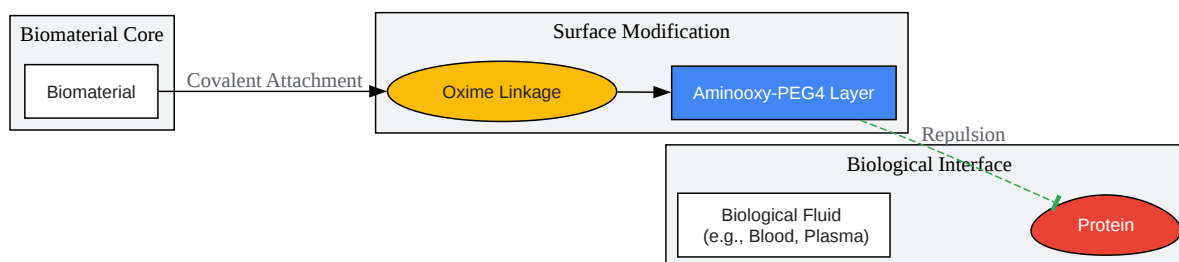 Biomaterial Core
Biomaterial
Covalent Attachment
Surface Modification
Oxime Linkage
Aminooxy-PEG4 Layer
Repulsion
Biological Interface
Biological Fluid
(e.g., Blood, Plasma)
Protein